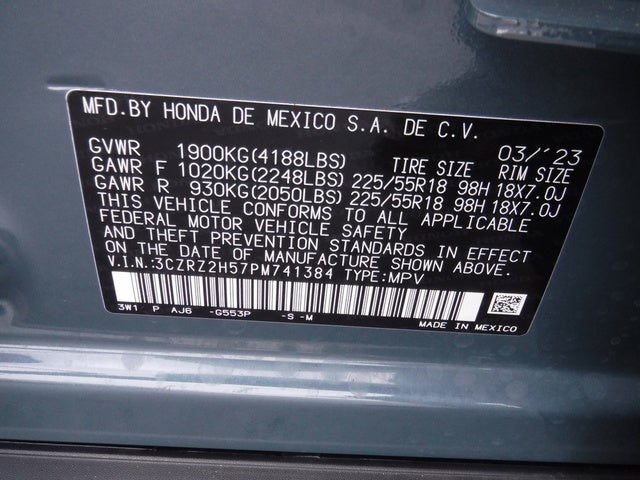 MFD.BY HONDA DE MEXICO S.A. DE C.V.
03/'23
GVWR 1900KG(4188LBS) TIRE SIZE RIM SIZE
GAWR F 1020KG(2248LBS) 225/55R18 98H 18X7.0J
GAWR R 930KG(2050LBS) 225/55R18 98H 18X7.0J
THIS VEHICLE CONFORMS TO ALL APPLICABLE
FEDERAL MOTOR VEHICLE SAFETY
AND THEFT PREVENTION STANDARDS IN EFFECT
ON THE DATE OF MANUFACTURE SHOWN ABOVE.
V.I.N.:3CZRZ2H57PM741384 TYPE:MPV
3W1 P AJ6 -G553P -S -M
MADE IN MEXICO